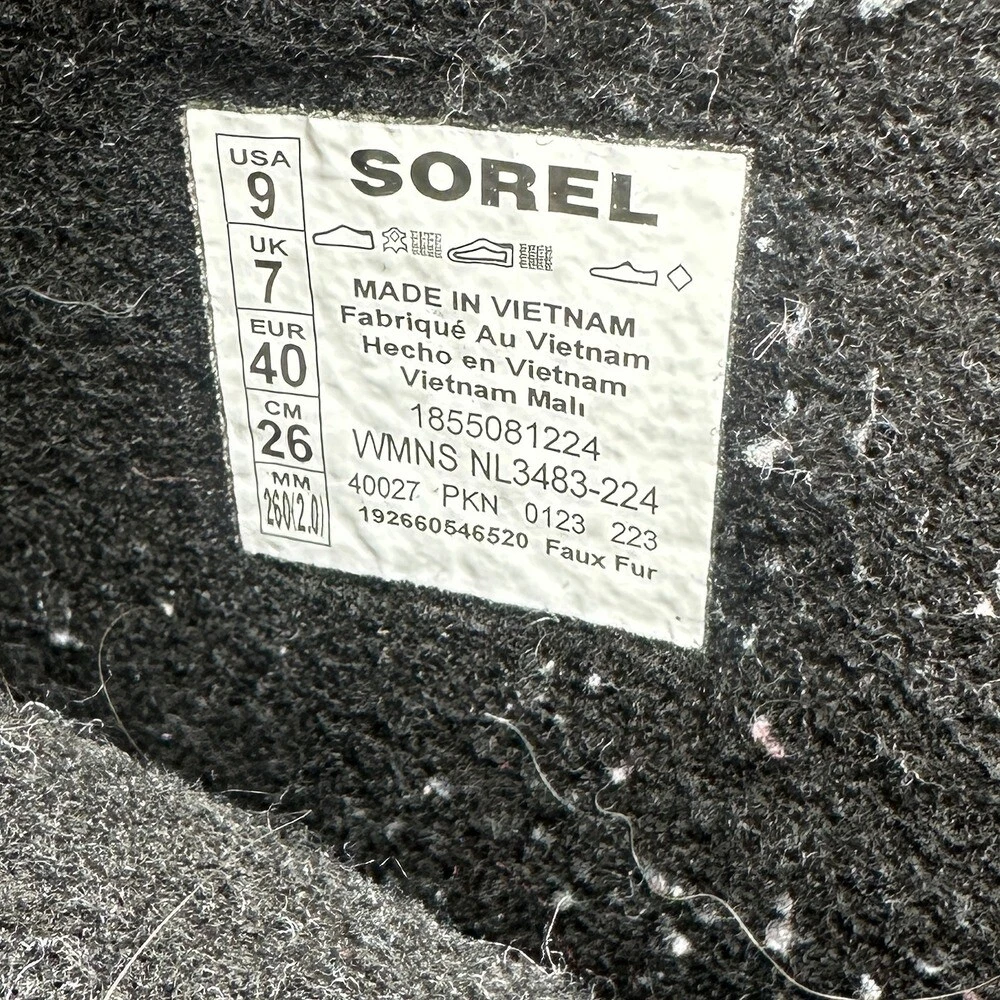 USA
9
UK
7
EUR
40
CM
26
MM
260(2.0)
SOREL
MADE IN VIETNAM
Fabriqué Au Vietnam
Hecho en Vietnam
Vietnam Malı
1855081224
WMNS NL3483-224
40027 PKN 0123 223
192660546520 Faux Fur